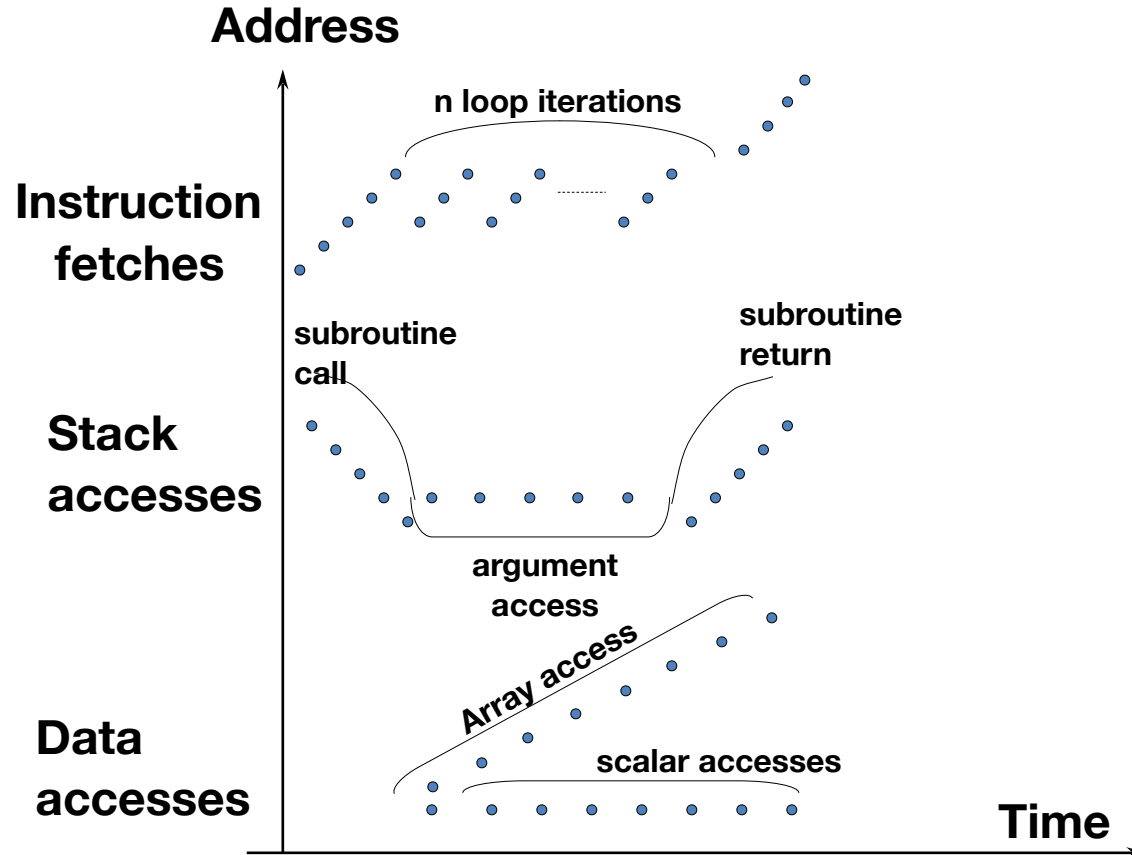 Address
n loop iterations
Instruction
fetches
subroutine
call
subroutine
return
Stack
accesses
argument
access
Array access
Data
accesses
scalar accesses
Time